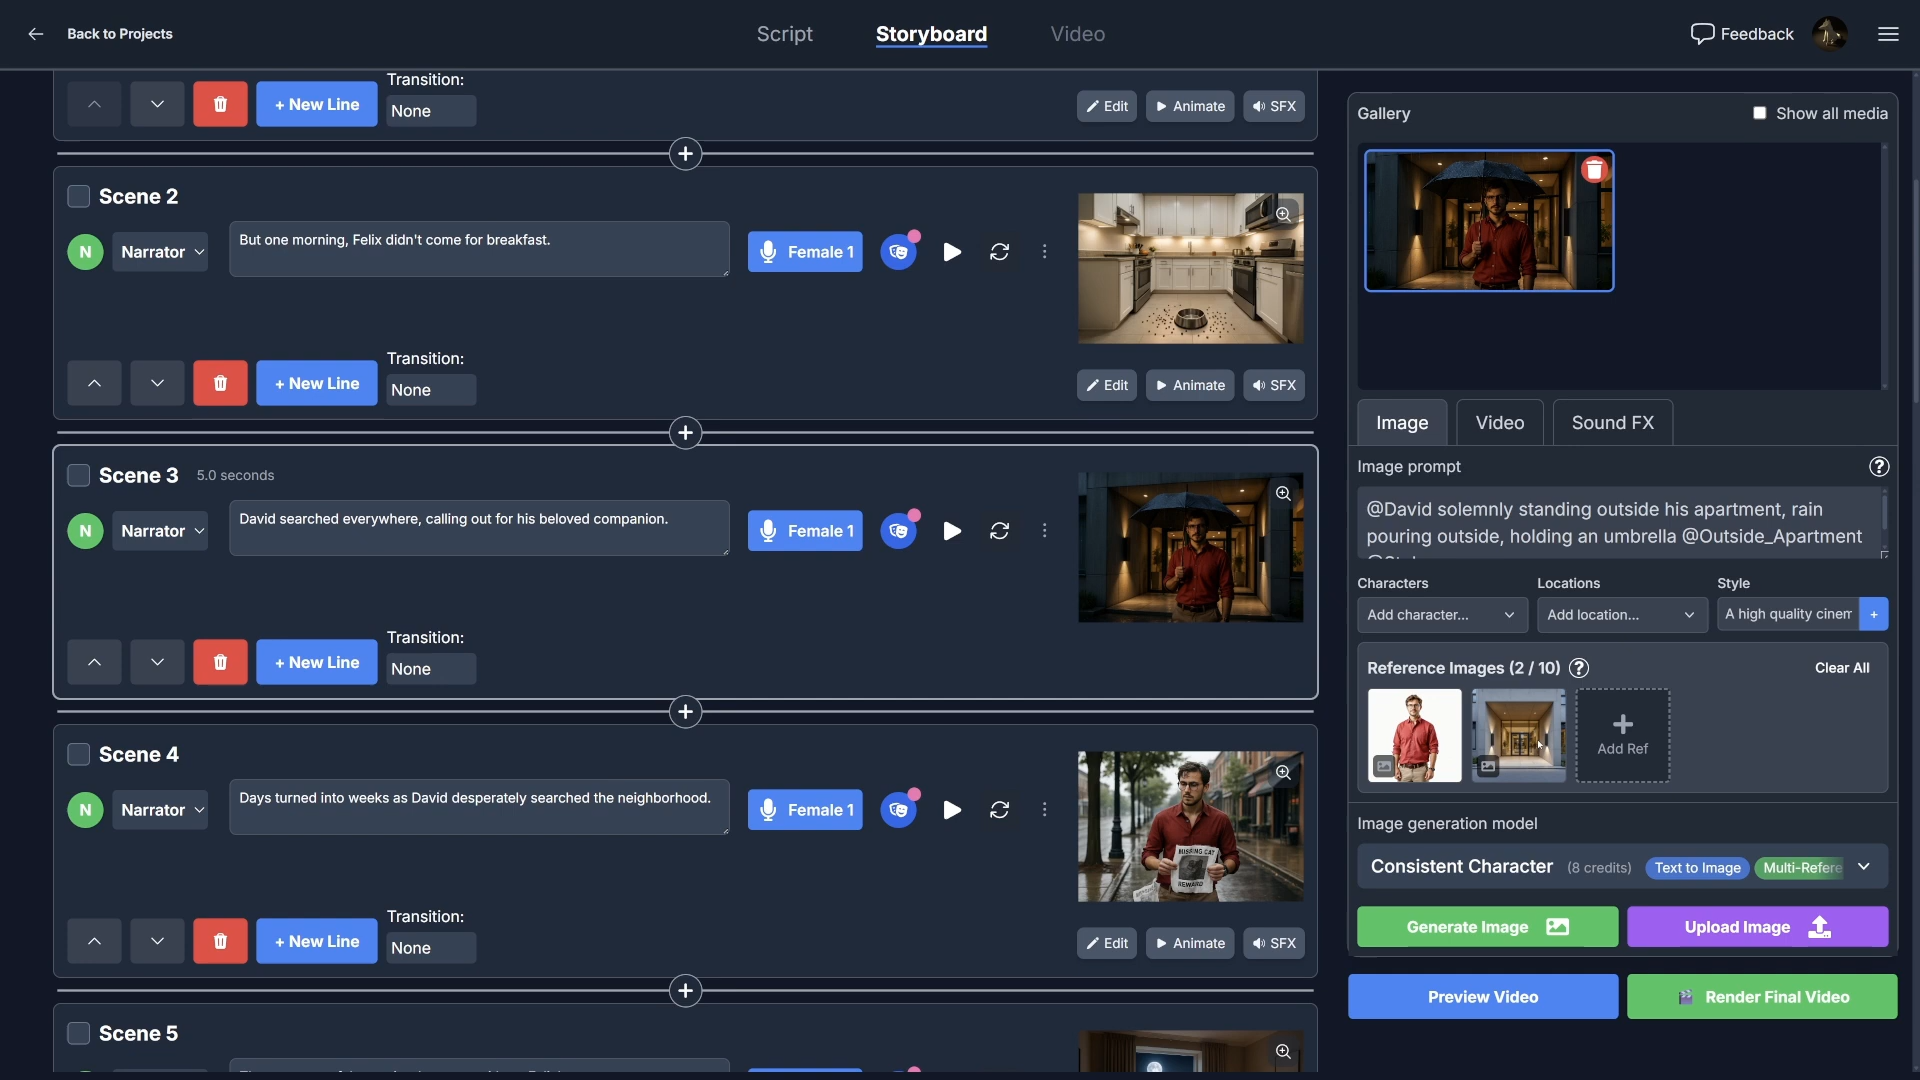 Back to Projects
Script
Storyboard
Video
Feedback
Transition:
+ New Line
None
Edit
Animate
SFX
Scene 2
N
Narrator
But one morning, Felix didn't come for breakfast.
Female 1
Transition:
+ New Line
None
Edit
Animate
SFX
Scene 3
5.0 seconds
N
Narrator
David searched everywhere, calling out for his beloved companion.
Female 1
Transition:
+ New Line
None
Scene 4
N
Narrator
Days turned into weeks as David desperately searched the neighborhood.
Female 1
MISSING CAT
REWARD
Transition:
+ New Line
None
Edit
Animate
SFX
Scene 5
Gallery
Show all media
Image
Video
Sound FX
Image prompt
@David solemnly standing outside his apartment, rain
pouring outside, holding an umbrella @Outside_Apartment
Characters
Locations
Style
Add character...
Add location...
A high quality cinem
+
Reference Images (2 / 10)
Clear All
Add Ref
Image generation model
Consistent Character
(8 credits)
Text to Image
Multi-Refere
Generate Image
Upload Image
Preview Video
Render Final Video